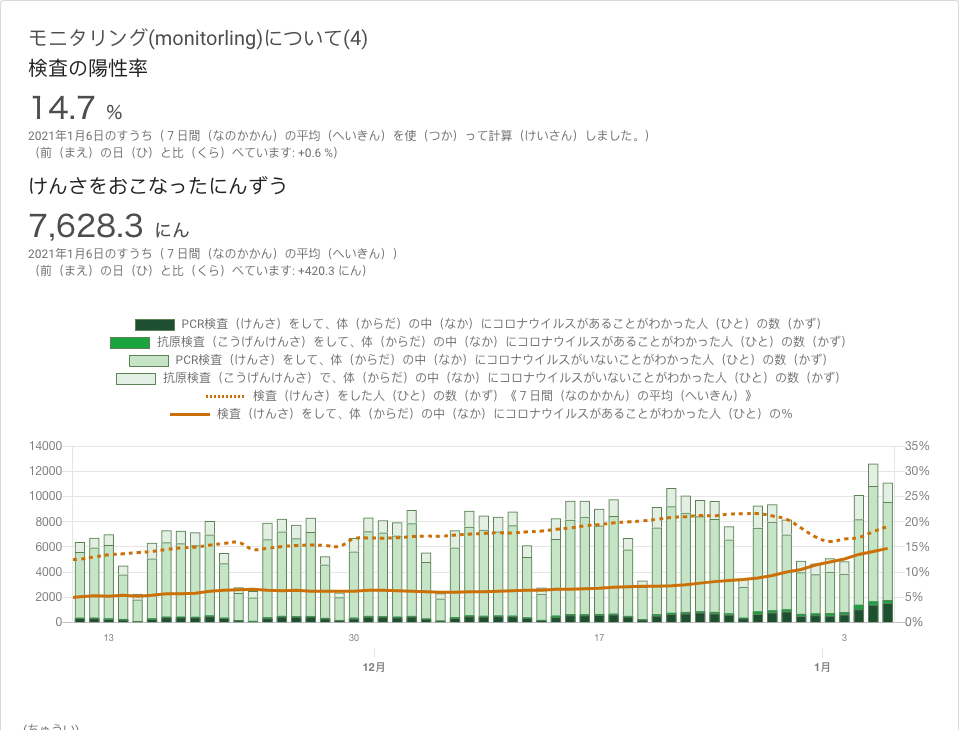 モニタリング(monitorling)について(4)
検査の陽性率
14.7 %
2021年1月6日のすうち（７日間（なのかかん）の平均（へいきん）を使（つか）って計算（けいさん）しました。）
（前（まえ）の日（ひ）と比（くら）べています: +0.6 %）
けんさをおこなったにんずう
7,628.3 にん
2021年1月6日のすうち（７日間（なのかかん）の平均（へいきん））
（前（まえ）の日（ひ）と比（くら）べています: +420.3 にん）
PCR検査（けんさ）をして、体（からだ）の中（なか）にコロナウイルスがあることがわかった人（ひと）の数（かず）
抗原検査（こうげんけんさ）をして、体（からだ）の中（なか）にコロナウイルスがあることがわかった人（ひと）の数（かず）
PCR検査（けんさ）をして、体（からだ）の中（なか）にコロナウイルスがいないことがわかった人（ひと）の数（かず）
抗原検査（こうげんけんさ）で、体（からだ）の中（なか）にコロナウイルスがいないことがわかった人（ひと）の数（かず）
検査（けんさ）をした人（ひと）の数（かず）《７日間（なのかかん）の平均（へいきん）》
検査（けんさ）をして、体（からだ）の中（なか）にコロナウイルスがあることがわかった人（ひと）の％
14000 35%
12000 30%
10000 25%
8000 20%
6000 15%
4000 10%
2000 5%
0 0%
13 30 17 3
12月 1月
(ちゅうい)